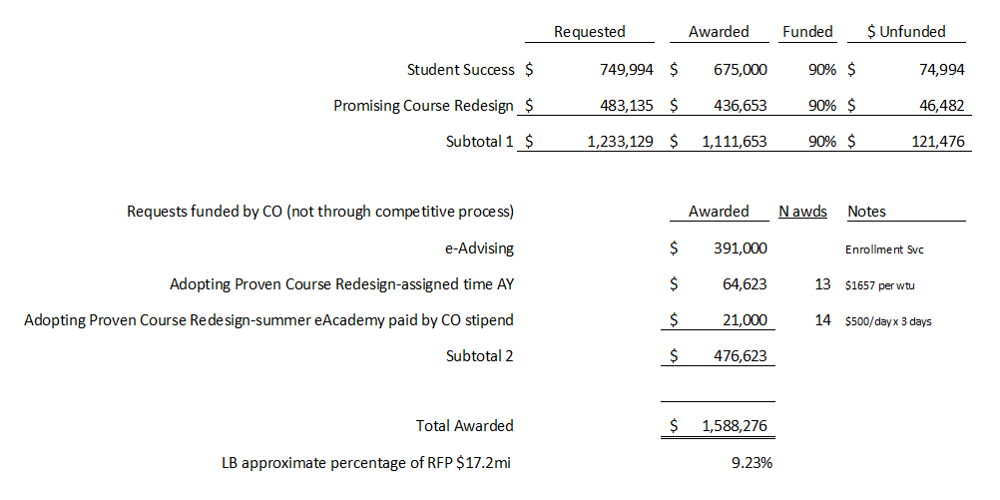 Requested Awarded Funded $ Unfunded
Student Success $ 749,994 $ 675,000 90% $ 74,994
Promising Course Redesign $ 483,135 $ 436,653 90% $ 46,482
Subtotal 1 $ 1,233,129 $ 1,111,653 90% $ 121,476
Requests funded by CO (not through competitive process) Awarded N awds Notes
e-Advising $ 391,000 Enrollment Svc
Adopting Proven Course Redesign-assigned time AY $ 64,623 13 $1657 per wtu
Adopting Proven Course Redesign-summer eAcademy paid by CO stipend $ 21,000 14 $500/day x 3 days
Subtotal 2 $ 476,623
Total Awarded $ 1,588,276
LB approximate percentage of RFP $17.2mi 9.23%